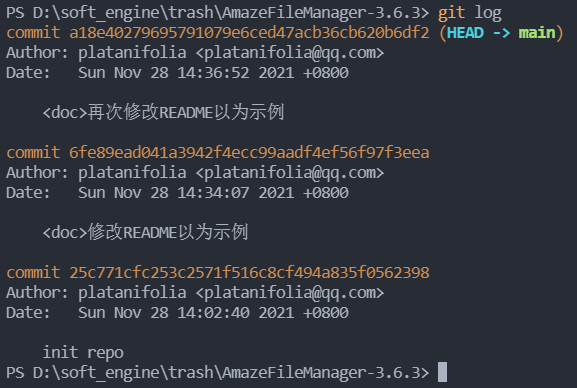 PS D:\soft_engine\trash\AmazeFileManager-3.6.3> git log
commit a18e40279695791079e6ced47acb36cb620b6df2 (HEAD -> main)
Author: platanifolia <platanifolia@qq.com>
Date:   Sun Nov 28 14:36:52 2021 +0800
<doc>再次修改README以为示例
commit 6fe89ead041a3942f4ecc99aadf4ef56f97f3eea
Author: platanifolia <platanifolia@qq.com>
Date:   Sun Nov 28 14:34:07 2021 +0800
<doc>修改README以为示例
commit 25c771cfc253c2571f516c8cf494a835f0562398
Author: platanifolia <platanifolia@qq.com>
Date:   Sun Nov 28 14:02:40 2021 +0800
init repo
PS D:\soft_engine\trash\AmazeFileManager-3.6.3>